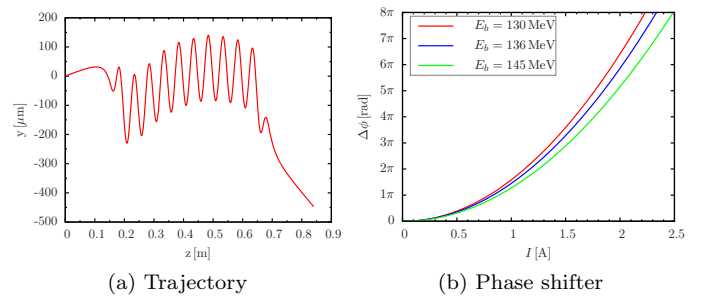 200
100
0
-100
-200
-300
-400
-500
y [μm]
0 0.1 0.2 0.3 0.4 0.5 0.6 0.7 0.8 0.9
z [m]
(a) Trajectory
8π
7π
6π
5π
4π
3π
2π
1π
0
Δϕ [rad]
E_b = 130 MeV
E_b = 136 MeV
E_b = 145 MeV
0 0.5 1 1.5 2 2.5
I [A]
(b) Phase shifter